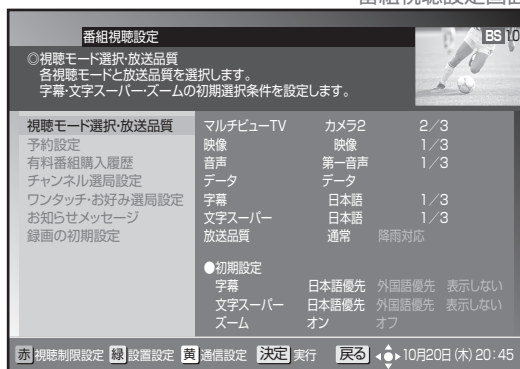 番組視聴設定
BS 10
◎視聴モード選択・放送品質
各視聴モードと放送品質を選択します。
字幕・文字スーパー・ズームの初期選択条件を設定します。
視聴モード選択・放送品質
予約設定
有料番組購入履歴
チャンネル選局設定
ワンタッチ・お好み選局設定
お知らせメッセージ
録画の初期設定
マルチビューTV カメラ2 2/3
映像 映像 1/3
音声 第一音声 1/3
データ データ
字幕 日本語 1/3
文字スーパー 日本語 1/3
放送品質 通常 降雨対応
●初期設定
字幕 日本語優先 外国語優先 表示しない
文字スーパー 日本語優先 外国語優先 表示しない
ズーム オン オフ
赤 視聴制限設定 緑 設置設定 黄 通信設定 決定 実行 戻る 10月20日(木)20:45